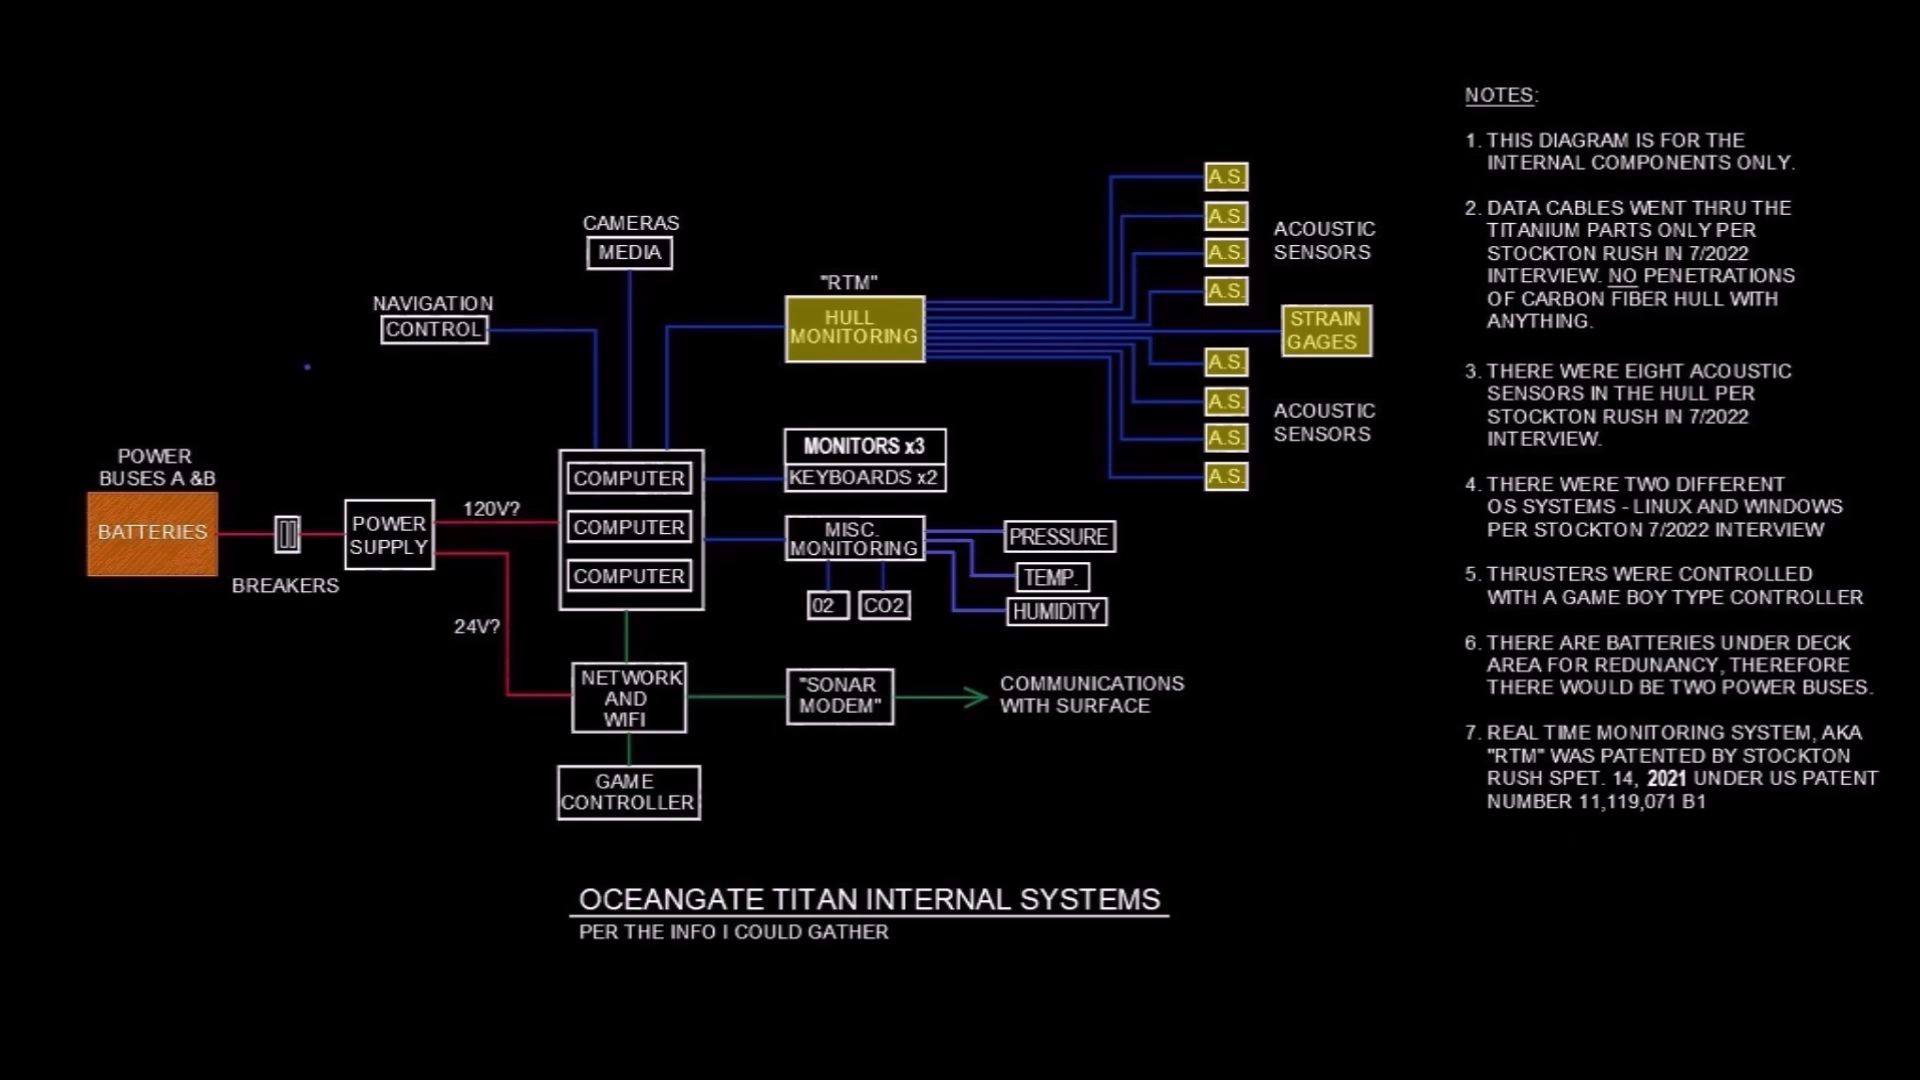 CAMERAS
MEDIA
NAVIGATION
CONTROL
"RTM"
HULL
MONITORING
A.S.
A.S.
A.S.
A.S.
ACOUSTIC
SENSORS
STRAIN
GAGES
A.S.
A.S.
A.S.
A.S.
ACOUSTIC
SENSORS
POWER
BUSES A &B
BATTERIES
BREAKERS
POWER
SUPPLY
120V?
24V?
COMPUTER
COMPUTER
COMPUTER
MONITORS x3
KEYBOARDS x2
MISC.
MONITORING
02
CO2
PRESSURE
TEMP.
HUMIDITY
NETWORK
AND
WIFI
"SONAR
MODEM"
COMMUNICATIONS
WITH SURFACE
GAME
CONTROLLER
OCEANGATE TITAN INTERNAL SYSTEMS
PER THE INFO I COULD GATHER
NOTES:
1. THIS DIAGRAM IS FOR THE
INTERNAL COMPONENTS ONLY.
2. DATA CABLES WENT THRU THE
TITANIUM PARTS ONLY PER
STOCKTON RUSH IN 7/2022
INTERVIEW. NO PENETRATIONS
OF CARBON FIBER HULL WITH
ANYTHING.
3. THERE WERE EIGHT ACOUSTIC
SENSORS IN THE HULL PER
STOCKTON RUSH IN 7/2022
INTERVIEW.
4. THERE WERE TWO DIFFERENT
OS SYSTEMS - LINUX AND WINDOWS
PER STOCKTON 7/2022 INTERVIEW
5. THRUSTERS WERE CONTROLLED
WITH A GAME BOY TYPE CONTROLLER
6. THERE ARE BATTERIES UNDER DECK
AREA FOR REDUNANCY, THEREFORE
THERE WOULD BE TWO POWER BUSES.
7. REAL TIME MONITORING SYSTEM, AKA
"RTM" WAS PATENTED BY STOCKTON
RUSH SPET. 14, 2021 UNDER US PATENT
NUMBER 11,119,071 B1